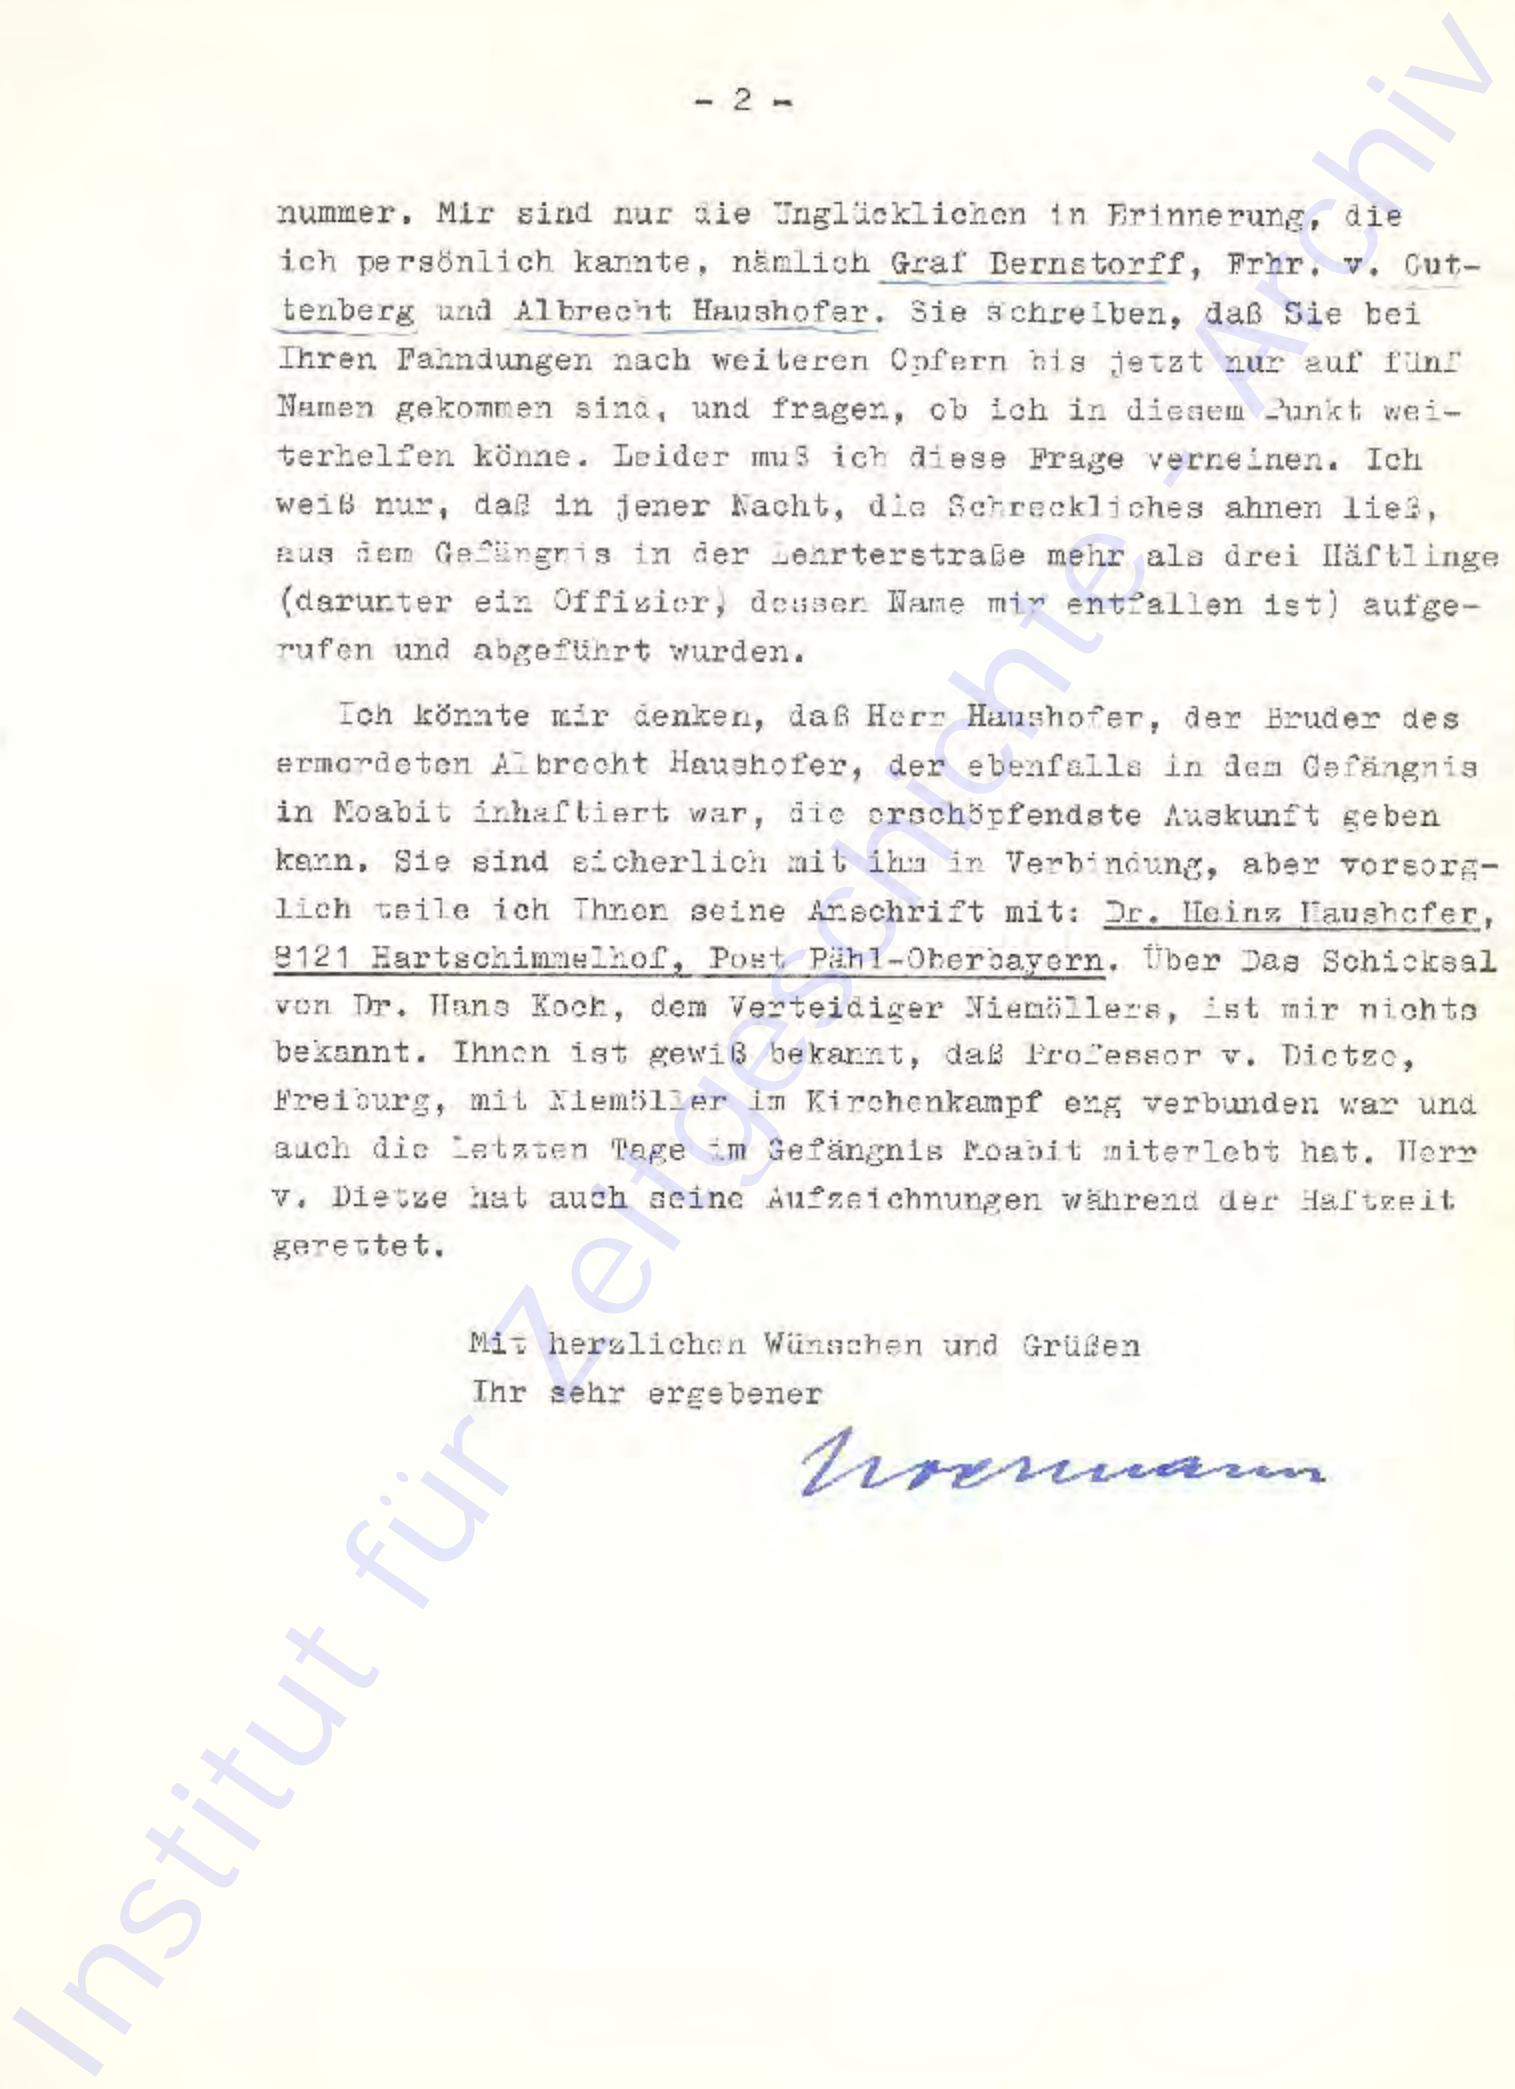 - 2 -
nummer. Mir sind nur die Unglücklichen in Erinnerung, die
ich persönlich kannte, nämlich Graf Bernstorff, Frhr. v. Gut-
tenberg und Albrecht Haushofer. Sie schreiben, daß Sie bei
Ihren Fahndungen nach weiteren Opfern bis jetzt nur auf fünf
Namen gekommen sind, und fragen, ob ich in diesem Punkt wei-
terhelfen könne. Leider muß ich diese Frage verneinen. Ich
weiß nur, daß in jener Nacht, die Schreckliches ahnen ließ,
aus dem Gefängnis in der Lehrterstraße mehr als drei Häftlinge
(darunter ein Offizier, dessen Name mir entfallen ist) aufge-
rufen und abgeführt wurden.
Ich könnte mir denken, daß Herr Haushofer, der Bruder des
ermordeten Albrecht Haushofer, der ebenfalls in dem Gefängnis
in Moabit inhaftiert war, die erschöpfendste Auskunft geben
kann. Sie sind sicherlich mit ihm in Verbindung, aber vorsorg-
lich teile ich Ihnen seine Anschrift mit: Dr. Heinz Haushofer,
8121 Hartschimmelhof, Post Pähl-Oberbayern. Über Das Schicksal
von Dr. Hans Koch, dem Verteidiger Niemöllers, ist mir nichts
bekannt. Ihnen ist gewiß bekannt, daß Professor v. Dietze,
Freiburg, mit Niemöller im Kirchenkampf eng verbunden war und
auch die letzten Tage im Gefängnis Moabit miterlebt hat. Herr
v. Dietze hat auch seine Aufzeichnungen während der Haftzeit
gerettet.
Mit herzlichen Wünschen und Grüßen
Ihr sehr ergebener
Institut für Zeitgeschichte - Archiv